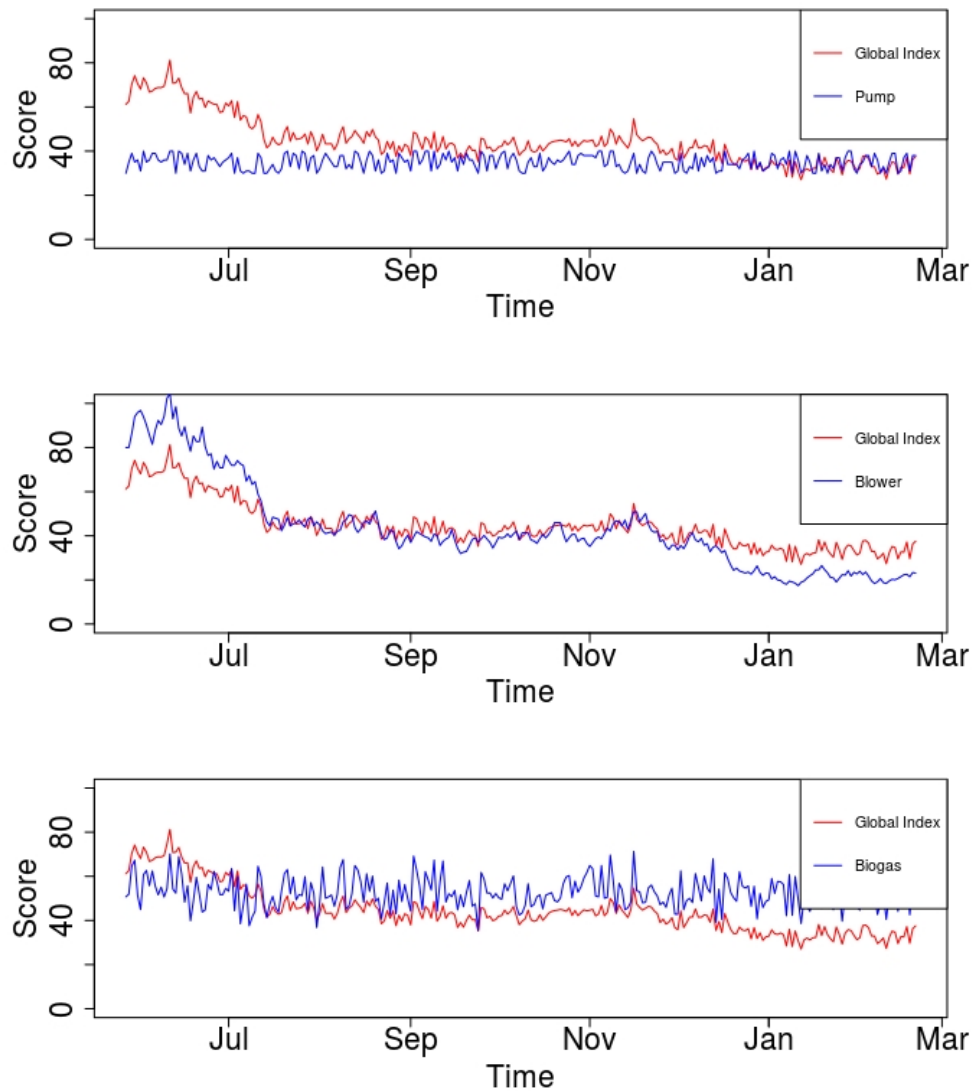 Score
80
40
0
Global Index
Pump
Jul Sep Nov Jan Mar
Time
Score
80
40
0
Global Index
Blower
Jul Sep Nov Jan Mar
Time
Score
80
40
0
Global Index
Biogas
Jul Sep Nov Jan Mar
Time